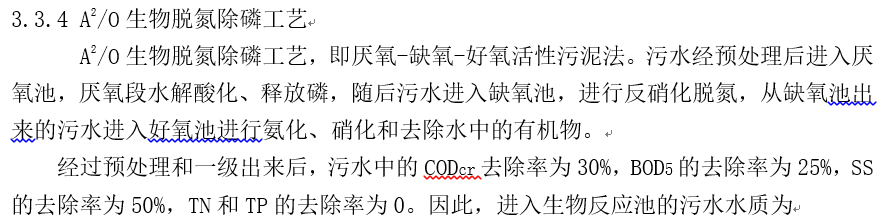 3.3.4 A²/O 生物脱氮除磷工艺
A²/O 生物脱氮除磷工艺，即厌氧-缺氧-好氧活性污泥法。污水经预处理后进入厌
氧池，厌氧段水解酸化、释放磷，随后污水进入缺氧池，进行反硝化脱氮，从缺氧池出
来的污水进入好氧池进行氨化、硝化和去除水中的有机物。
经过预处理和一级出来后，污水中的 CODcr 去除率为 30%，BOD5 的去除率为 25%，SS
的去除率为 50%，TN 和 TP 的去除率为 0。因此，进入生物反应池的污水水质为